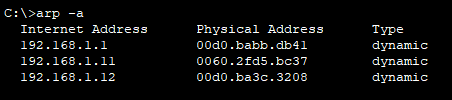 C:\>arp -a
Internet Address Physical Address Type
192.168.1.1 00d0.babb.db41 dynamic
192.168.1.11 0060.2fd5.bc37 dynamic
192.168.1.12 00d0.ba3c.3208 dynamic